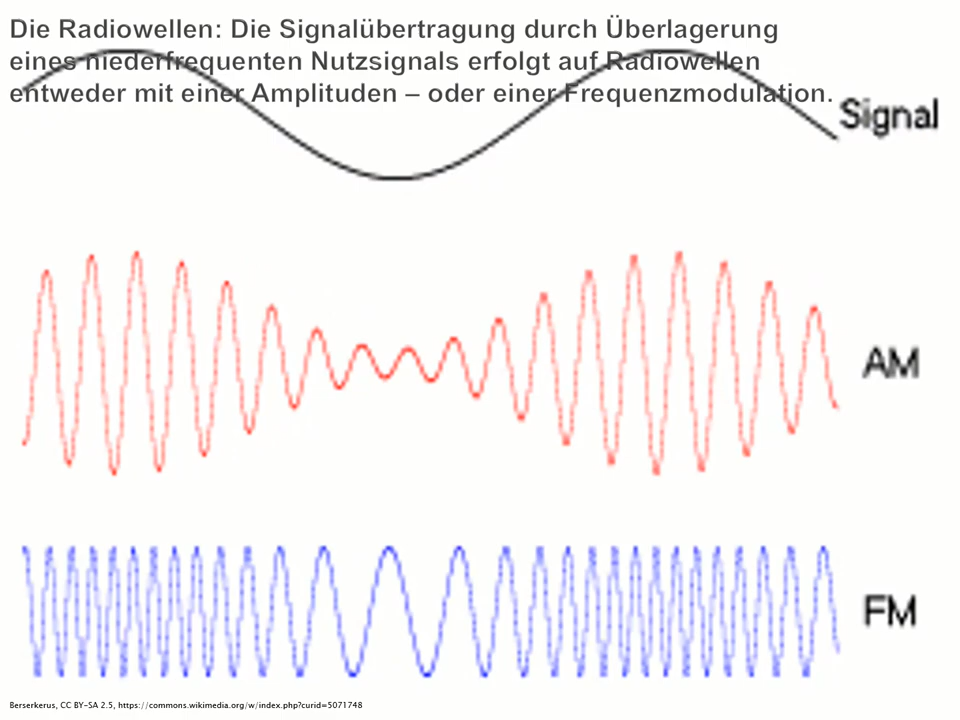 Die Radiowellen: Die Signalübertragung durch Überlagerung
eines niederfrequenten Nutzsignals erfolgt auf Radiowellen
entweder mit einer Amplituden – oder einer Frequenzmodulation.
Signal
AM
FM
Berserkerus, CC BY-SA 2.5, https://commons.wikimedia.org/w/index.php?curid=5071748